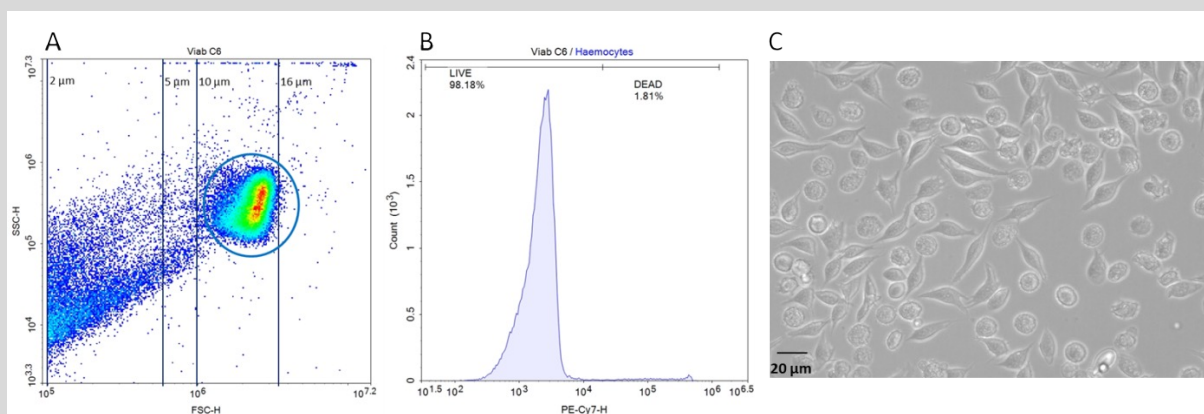 A
Viab C6
10^7.3
2 µm
5 µm
10 µm
16 µm
10^6
SSC-H
10^5
10^4
10^3.3
10^5
10^6
10^7.2
FSC-H
B
Viab C6 / Haemocytes
2.4
LIVE
98.18%
DEAD
1.81%
2
1.5
Count (10^3)
1
0.5
0
10^1.5
10^2
10^3
10^4
10^5
10^6
10^6.5
PE-Cy7-H
C
20 µm